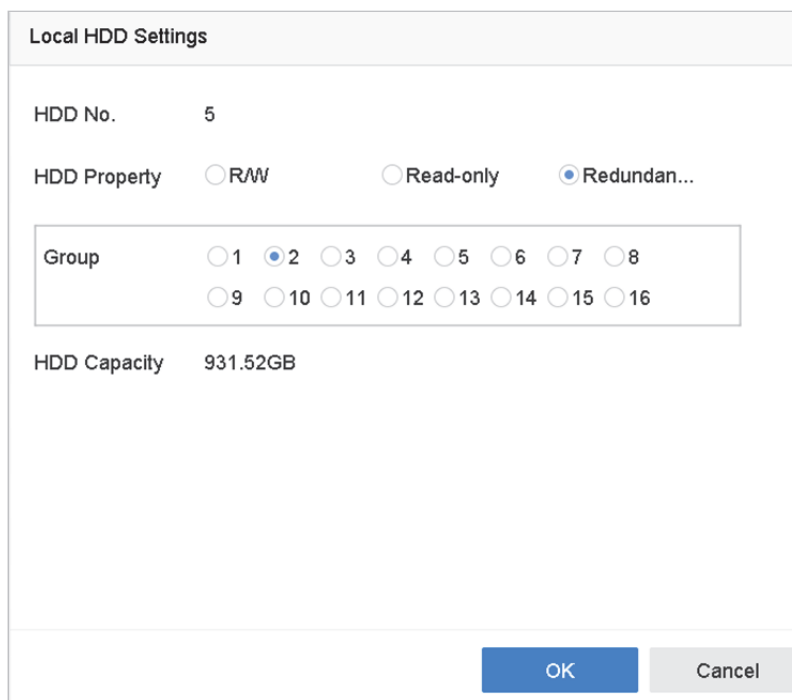 Local HDD Settings
HDD No. 5
HDD Property R/W Read-only Redundan...
Group 1 2 3 4 5 6 7 8
9 10 11 12 13 14 15 16
HDD Capacity 931.52GB
OK Cancel